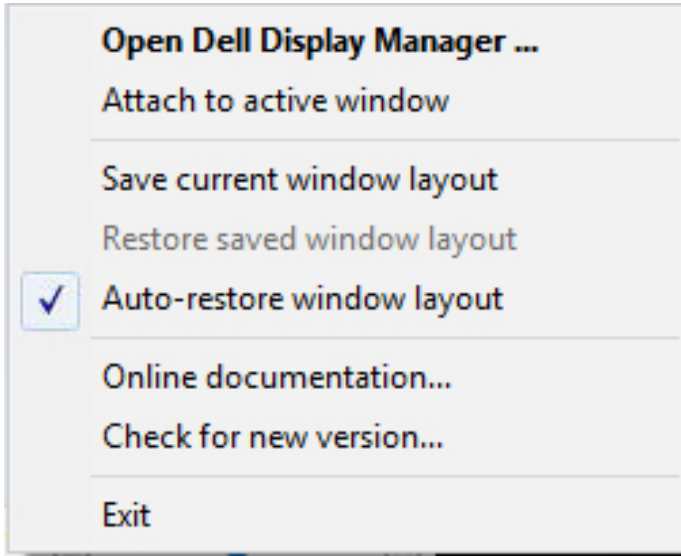 Open Dell Display Manager ...
Attach to active window
Save current window layout
Restore saved window layout
Auto-restore window layout
Online documentation...
Check for new version...
Exit